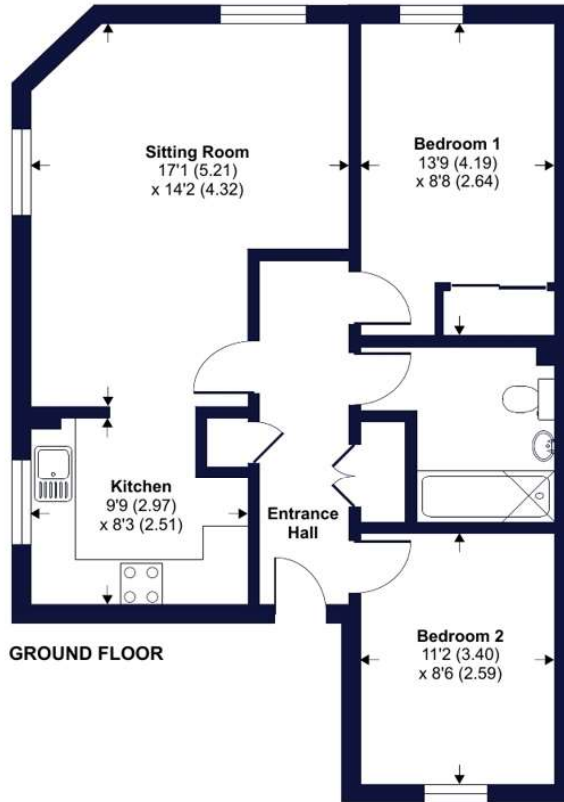 Sitting Room
17'1 (5.21)
x 14'2 (4.32)
Bedroom 1
13'9 (4.19)
x 8'8 (2.64)
Kitchen
9'9 (2.97)
x 8'3 (2.51)
Entrance
Hall
Bedroom 2
11'2 (3.40)
x 8'6 (2.59)
GROUND FLOOR